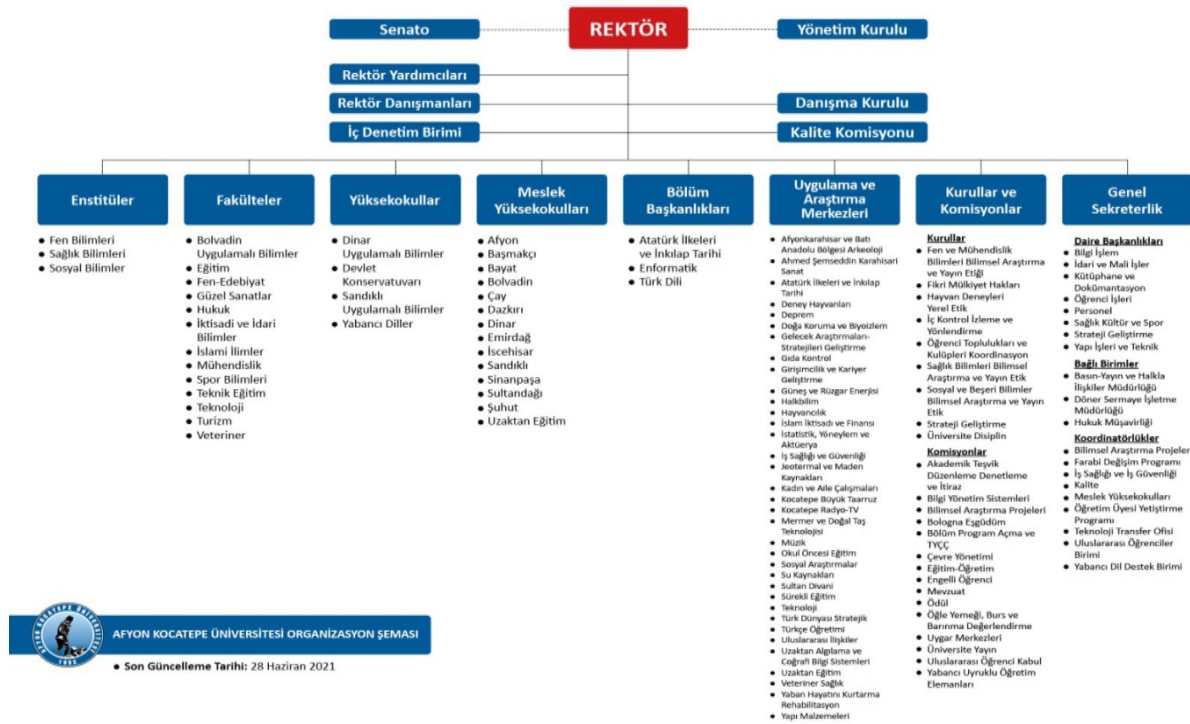 Senato
REKTÖR
Yönetim Kurulu
Rektör Yardımcıları
Rektör Danışmanları
Danışma Kurulu
İç Denetim Birimi
Kalite Komisyonu
Enstitüler
• Fen Bilimleri
• Sağlık Bilimleri
• Sosyal Bilimler
Fakülteler
• Bolvadin
Uygulamalı Bilimler
• Eğitim
• Fen-Edebiyat
• Güzel Sanatlar
• Hukuk
• İktisadi ve İdari
Bilimler
• İslami İlimler
• Mühendislik
• Spor Bilimleri
• Teknik Eğitim
• Teknoloji
• Turizm
• Veteriner
Yüksekokullar
• Dinar
Uygulamalı Bilimler
• Devlet
Konservatuvarı
• Sandıklı
Uygulamalı Bilimler
• Yabancı Diller
Meslek
Yüksekokulları
• Afyon
• Başmakçı
• Bayat
• Bolvadin
• Çay
• Dazkırı
• Dinar
• Emirdağ
• İscehisar
• Sandıklı
• Sinanpaşa
• Sultandağı
• Şuhut
• Uzaktan Eğitim
Bölüm
Başkanlıkları
• Atatürk İlkeleri
ve İnkılap Tarihi
• Enformatik
• Türk Dili
Uygulama ve
Araştırma
Merkezleri
• Afyonkarahisar ve Batı
Anadolu Bölgesi Arkeoloji
• Ahmed Şemseddin Karahisari
Sanat
• Atatürk İlkeleri ve İnkılap
Tarihi
• Deney Hayvanları
• Deprem
• Doğa Koruma ve Biyoizlem
• Gelecek Araştırmaları-
Stratejileri Geliştirme
• Gıda Kontrol
• Girişimcilik ve Kariyer
Geliştirme
• Güneş ve Rüzgar Enerjisi
• Halkbilim
• Hayvancılık
• İslam İktisadı ve Finansı
• İstatistik, Yöneylem ve
Aktüerya
• İş Sağlığı ve Güvenliği
• Jeotermal ve Maden
Kaynakları
• Kadın ve Aile Çalışmaları
• Kocatepe Büyük Taarruz
• Kocatepe Radyo-TV
• Mermer ve Doğal Taş
Teknolojisi
• Müzik
• Okul Öncesi Eğitim
• Sosyal Araştırmalar
• Su Kaynakları
• Sultan Divani
• Sürekli Eğitim
• Teknoloji
• Türk Dünyası Stratejik
• Türkçe Öğretimi
• Uluslararası İlişkiler
• Uzaktan Algılama ve
Coğrafi Bilgi Sistemleri
• Uzaktan Eğitim
• Veteriner Sağlık
• Yaban Hayatını Kurtarma
Rehabilitasyon
• Yapı Malzemeleri
Kurullar ve
Komisyonlar
Kurullar
• Fen ve Mühendislik
Bilimleri Bilimsel Araştırma
ve Yayın Etiği
• Fikri Mülkiyet Hakları
• Hayvan Deneyleri
Yerel Etik
• İç Kontrol İzleme ve
Yönlendirme
• Öğrenci Toplulukları ve
Kulüpleri Koordinasyon
• Sağlık Bilimleri Bilimsel
Araştırma ve Yayın Etik
• Sosyal ve Beşeri Bilimler
Bilimsel Araştırma ve Yayın
Etik
• Strateji Geliştirme
• Üniversite Disiplin
Komisyonlar
• Akademik Teşvik
Düzenleme Denetleme
ve İtiraz
• Bilgi Yönetim Sistemleri
• Bilimsel Araştırma Projeleri
• Bologna Eşgüdüm
• Bölüm Program Açma ve
TYÇÇ
• Çevre Yönetimi
• Eğitim-Öğretim
• Engelli Öğrenci
• Mevzuat
• Ödül
• Öğle Yemeği, Burs ve
Barınma Değerlendirme
• Uygar Merkezleri
• Üniversite Yayın
• Uluslararası Öğrenci Kabul
• Yabancı Uyruklu Öğretim
Elemanları
Genel
Sekreterlik
Daire Başkanlıkları
• Bilgi İşlem
• İdari ve Mali İşler
• Kütüphane ve
Dokümantasyon
• Öğrenci İşleri
• Personel
• Sağlık Kültür ve Spor
• Strateji Geliştirme
• Yapı İşleri ve Teknik
Bağlı Birimler
• Basın-Yayın ve Halkla
İlişkiler Müdürlüğü
• Döner Sermaye İşletme
Müdürlüğü
• Hukuk Müşavirliği
Koordinatörlükler
• Bilimsel Araştırma Projeler
• Farabi Değişim Programı
• İş Sağlığı ve İş Güvenliği
• Kalite
• Meslek Yüksekokulları
• Öğretim Üyesi Yetiştirme
Programı
• Teknoloji Transfer Ofisi
• Uluslararası Öğrenciler
Birimi
• Yabancı Dil Destek Birimi
AFYON KOCATEPE ÜNİVERSİTESİ
1992
AFYON KOCATEPE ÜNİVERSİTESİ ORGANİZASYON ŞEMASI
• Son Güncelleme Tarihi: 28 Haziran 2021